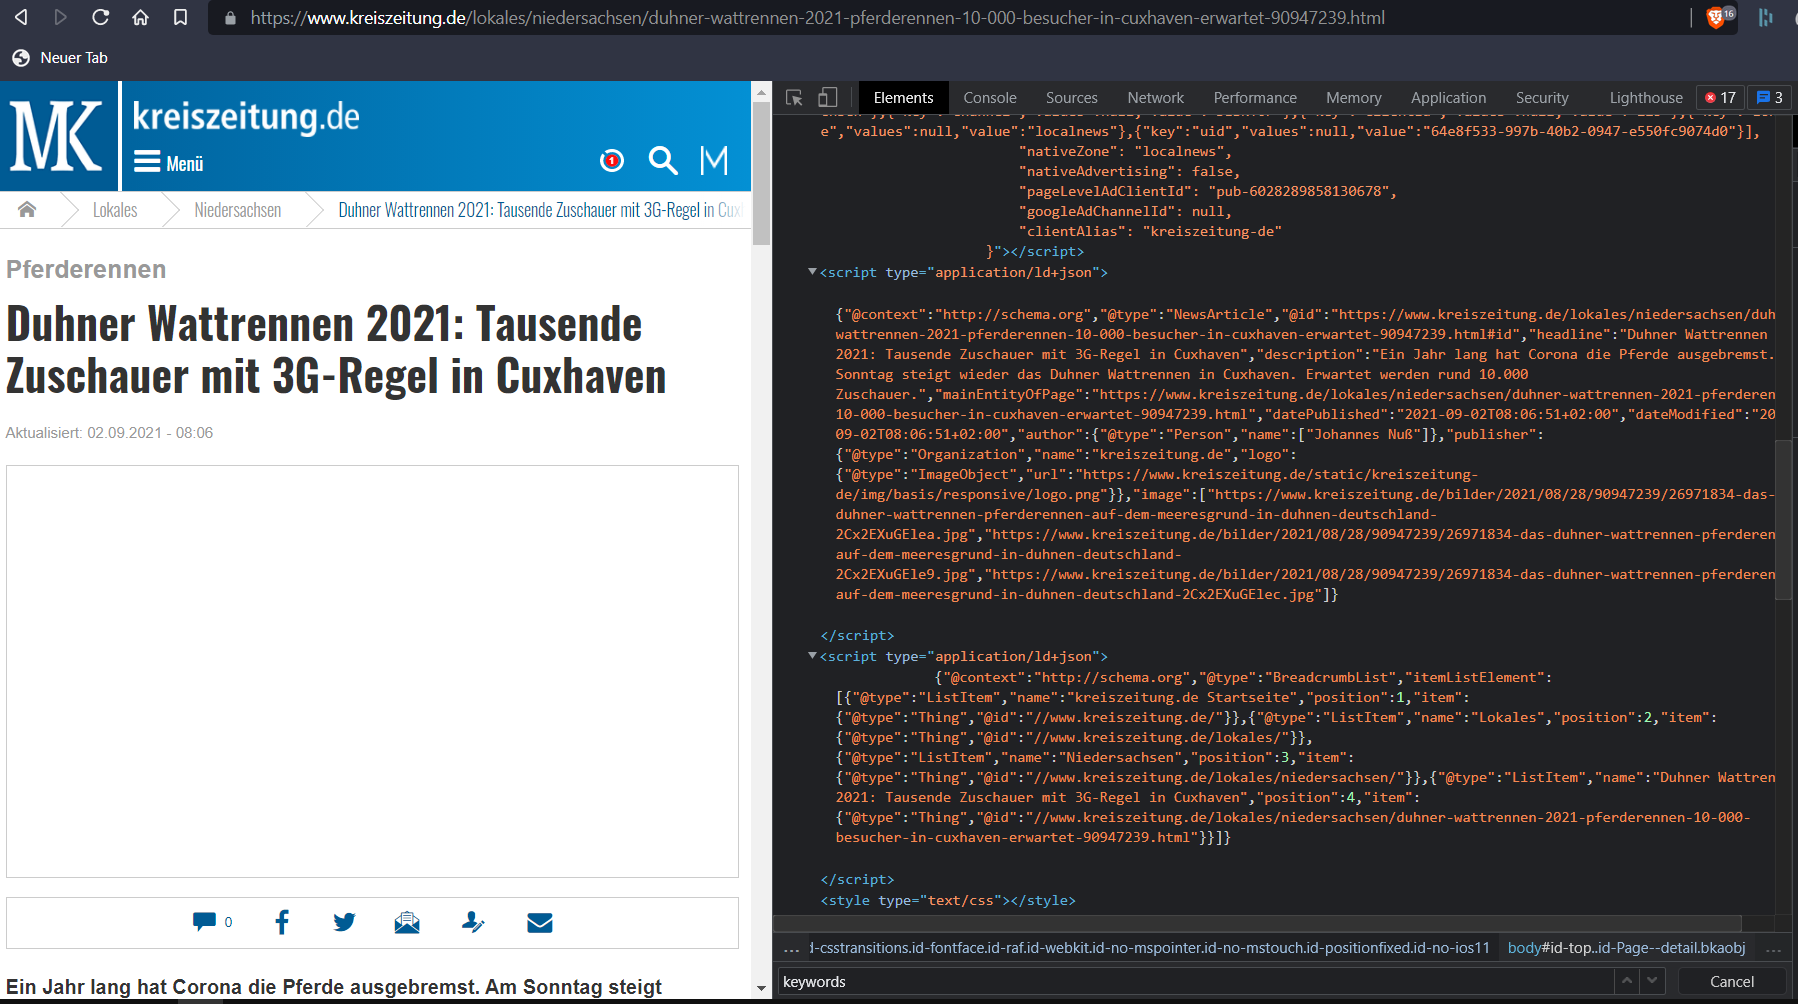 https://www.kreiszeitung.de/lokales/niedersachsen/duhner-wattrennen-2021-pferderennen-10-000-besucher-in-cuxhaven-erwartet-90947239.html
16
Neuer Tab
MK
kreiszeitung.de
Menü
1
M
Lokales
Niedersachsen
Duhner Wattrennen 2021: Tausende Zuschauer mit 3G-Regel in Cux
Pferderennen
Duhner Wattrennen 2021: Tausende
Zuschauer mit 3G-Regel in Cuxhaven
Aktualisiert: 02.09.2021 - 08:06
0
Ein Jahr lang hat Corona die Pferde ausgebremst. Am Sonntag steigt
Elements
Console
Sources
Network
Performance
Memory
Application
Security
Lighthouse
17
3
e","values":null,"value":"localnews"},{"key":"uid","values":null,"value":"64e8f533-997b-40b2-0947-e550fc9074d0"}],
"nativeZone": "localnews",
"nativeAdvertising": false,
"pageLevelAdClientId": "pub-6028289858130678",
"googleAdChannelId": null,
"clientAlias": "kreiszeitung-de"
}"></script>
<script type="application/ld+json">
{"@context":"http://schema.org","@type":"NewsArticle","@id":"https://www.kreiszeitung.de/lokales/niedersachsen/duh
wattrennen-2021-pferderennen-10-000-besucher-in-cuxhaven-erwartet-90947239.html#id","headline":"Duhner Wattrennen
2021: Tausende Zuschauer mit 3G-Regel in Cuxhaven","description":"Ein Jahr lang hat Corona die Pferde ausgebremst.
Sonntag steigt wieder das Duhner Wattrennen in Cuxhaven. Erwartet werden rund 10.000
Zuschauer.","mainEntityOfPage":"https://www.kreiszeitung.de/lokales/niedersachsen/duhner-wattrennen-2021-pferderen
10-000-besucher-in-cuxhaven-erwartet-90947239.html","datePublished":"2021-09-02T08:06:51+02:00","dateModified":"20
09-02T08:06:51+02:00","author":{"@type":"Person","name":["Johannes Nuß"]},"publisher":
{"@type":"Organization","name":"kreiszeitung.de","logo":
{"@type":"ImageObject","url":"https://www.kreiszeitung.de/static/kreiszeitung-
de/img/basis/responsive/logo.png"}},"image":["https://www.kreiszeitung.de/bilder/2021/08/28/90947239/26971834-das-
duhner-wattrennen-pferderennen-auf-dem-meeresgrund-in-duhnen-deutschland-
2Cx2EXuGElea.jpg","https://www.kreiszeitung.de/bilder/2021/08/28/90947239/26971834-das-duhner-wattrennen-pferderen
auf-dem-meeresgrund-in-duhnen-deutschland-
2Cx2EXuGEle9.jpg","https://www.kreiszeitung.de/bilder/2021/08/28/90947239/26971834-das-duhner-wattrennen-pferderen
auf-dem-meeresgrund-in-duhnen-deutschland-2Cx2EXuGElec.jpg"]}
</script>
<script type="application/ld+json">
{"@context":"http://schema.org","@type":"BreadcrumbList","itemListElement":
[{"@type":"ListItem","name":"kreiszeitung.de Startseite","position":1,"item":
{"@type":"Thing","@id":"//www.kreiszeitung.de/"}},{"@type":"ListItem","name":"Lokales","position":2,"item":
{"@type":"Thing","@id":"//www.kreiszeitung.de/lokales/"}},
{"@type":"ListItem","name":"Niedersachsen","position":3,"item":
{"@type":"Thing","@id":"//www.kreiszeitung.de/lokales/niedersachsen/"}},{"@type":"ListItem","name":"Duhner Wattren
2021: Tausende Zuschauer mit 3G-Regel in Cuxhaven","position":4,"item":
{"@type":"Thing","@id":"//www.kreiszeitung.de/lokales/niedersachsen/duhner-wattrennen-2021-pferderennen-10-000-
besucher-in-cuxhaven-erwartet-90947239.html"}}]}
</script>
<style type="text/css"></style>
... d-csstransitions.id-fontface.id-raf.id-webkit.id-no-mspointer.id-no-mstouch.id-positionfixed.id-no-ios11 body#id-top..id-Page--detail.bkaobj ...
keywords
Cancel